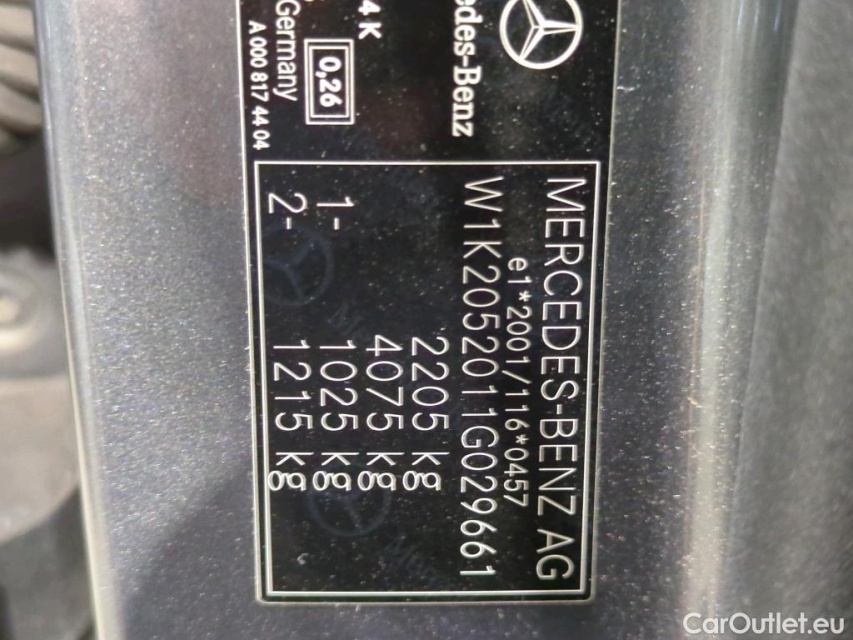 edes-Benz
4 K
0,26
Germany
A 000 817 44 04
MERCEDES-BENZ AG
e1*2001/116*0457
W1K2052011G029661
2205 kg
4075 kg
1- 1025 kg
2- 1215 kg
CarOutlet.eu